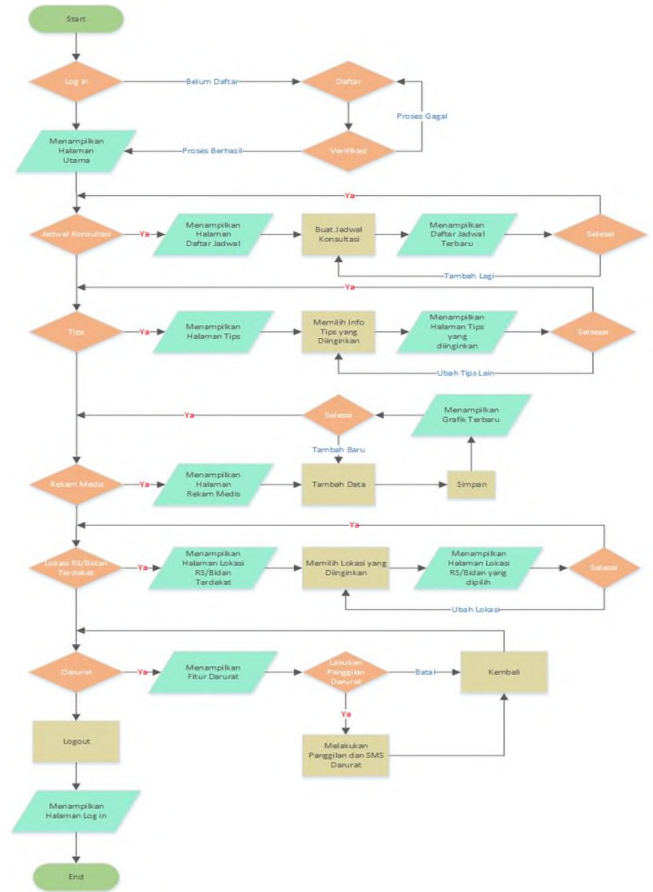 Start
Log in
Belum Daftar
Daftar
Proses Gagal
Menampilkan
Halaman
Utama
Proses Berhasil
Verifikasi
Ya
Jadwal Konsultasi
Ya
Menampilkan
Halaman
Daftar Jadwal
Buat Jadwal
Konsultasi
Menampilkan
Daftar Jadwal
Terbaru
Selesai
Tambah Lagi
Ya
Tips
Ya
Menampilkan
Halaman Tips
Memilih Info
Tips yang
Diinginkan
Menampilkan
Halaman Tips
yang
diinginkan
Selsesai
Ubah Tips Lain
Ya
Selesai
Menampilkan
Grafik Terbaru
Tambah Baru
Rekam Medis
Ya
Menampilkan
Halaman
Rekam Medis
Tambah Data
Simpan
Ya
Lokasi RS/Bidan
Terdekat
Ya
Menampilkan
Halaman Lokasi
RS/Bidan
Terdekat
Memilih Lokasi yang
Diinginkan
Menampilkan
Halaman Lokasi
RS/Bidan yang
dipilih
Selesai
Ubah Lokasi
Darurat
Ya
Menampilkan
Fitur Darurat
Lakukan
Panggilan
Darurat
Batal
Kembali
Ya
Logout
Melakukan
Panggilan dan SMS
Darurat
Menampilkan
Halaman Log in
End